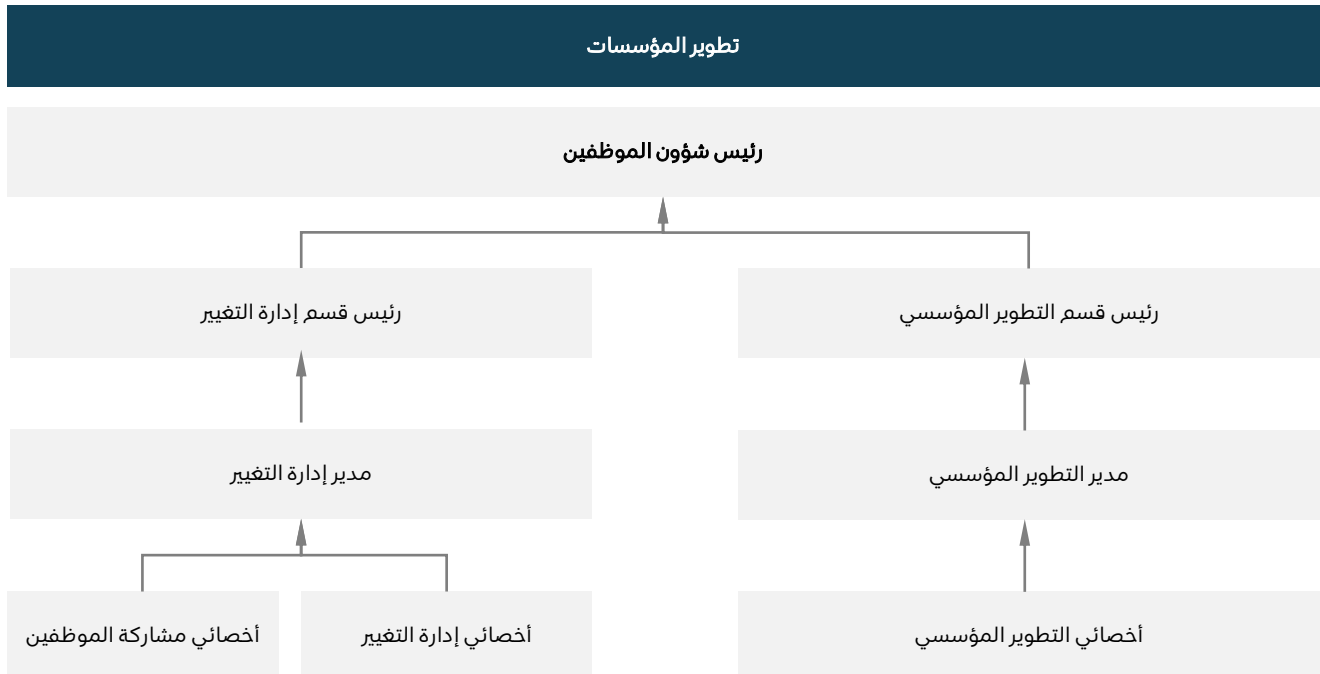 تطوير المؤسسات
رئيس شؤون الموظفين
رئيس قسم التطوير المؤسسي
رئيس قسم إدارة التغيير
مدير التطوير المؤسسي
مدير إدارة التغيير
أخصائي التطوير المؤسسي
أخصائي إدارة التغيير
أخصائي مشاركة الموظفين